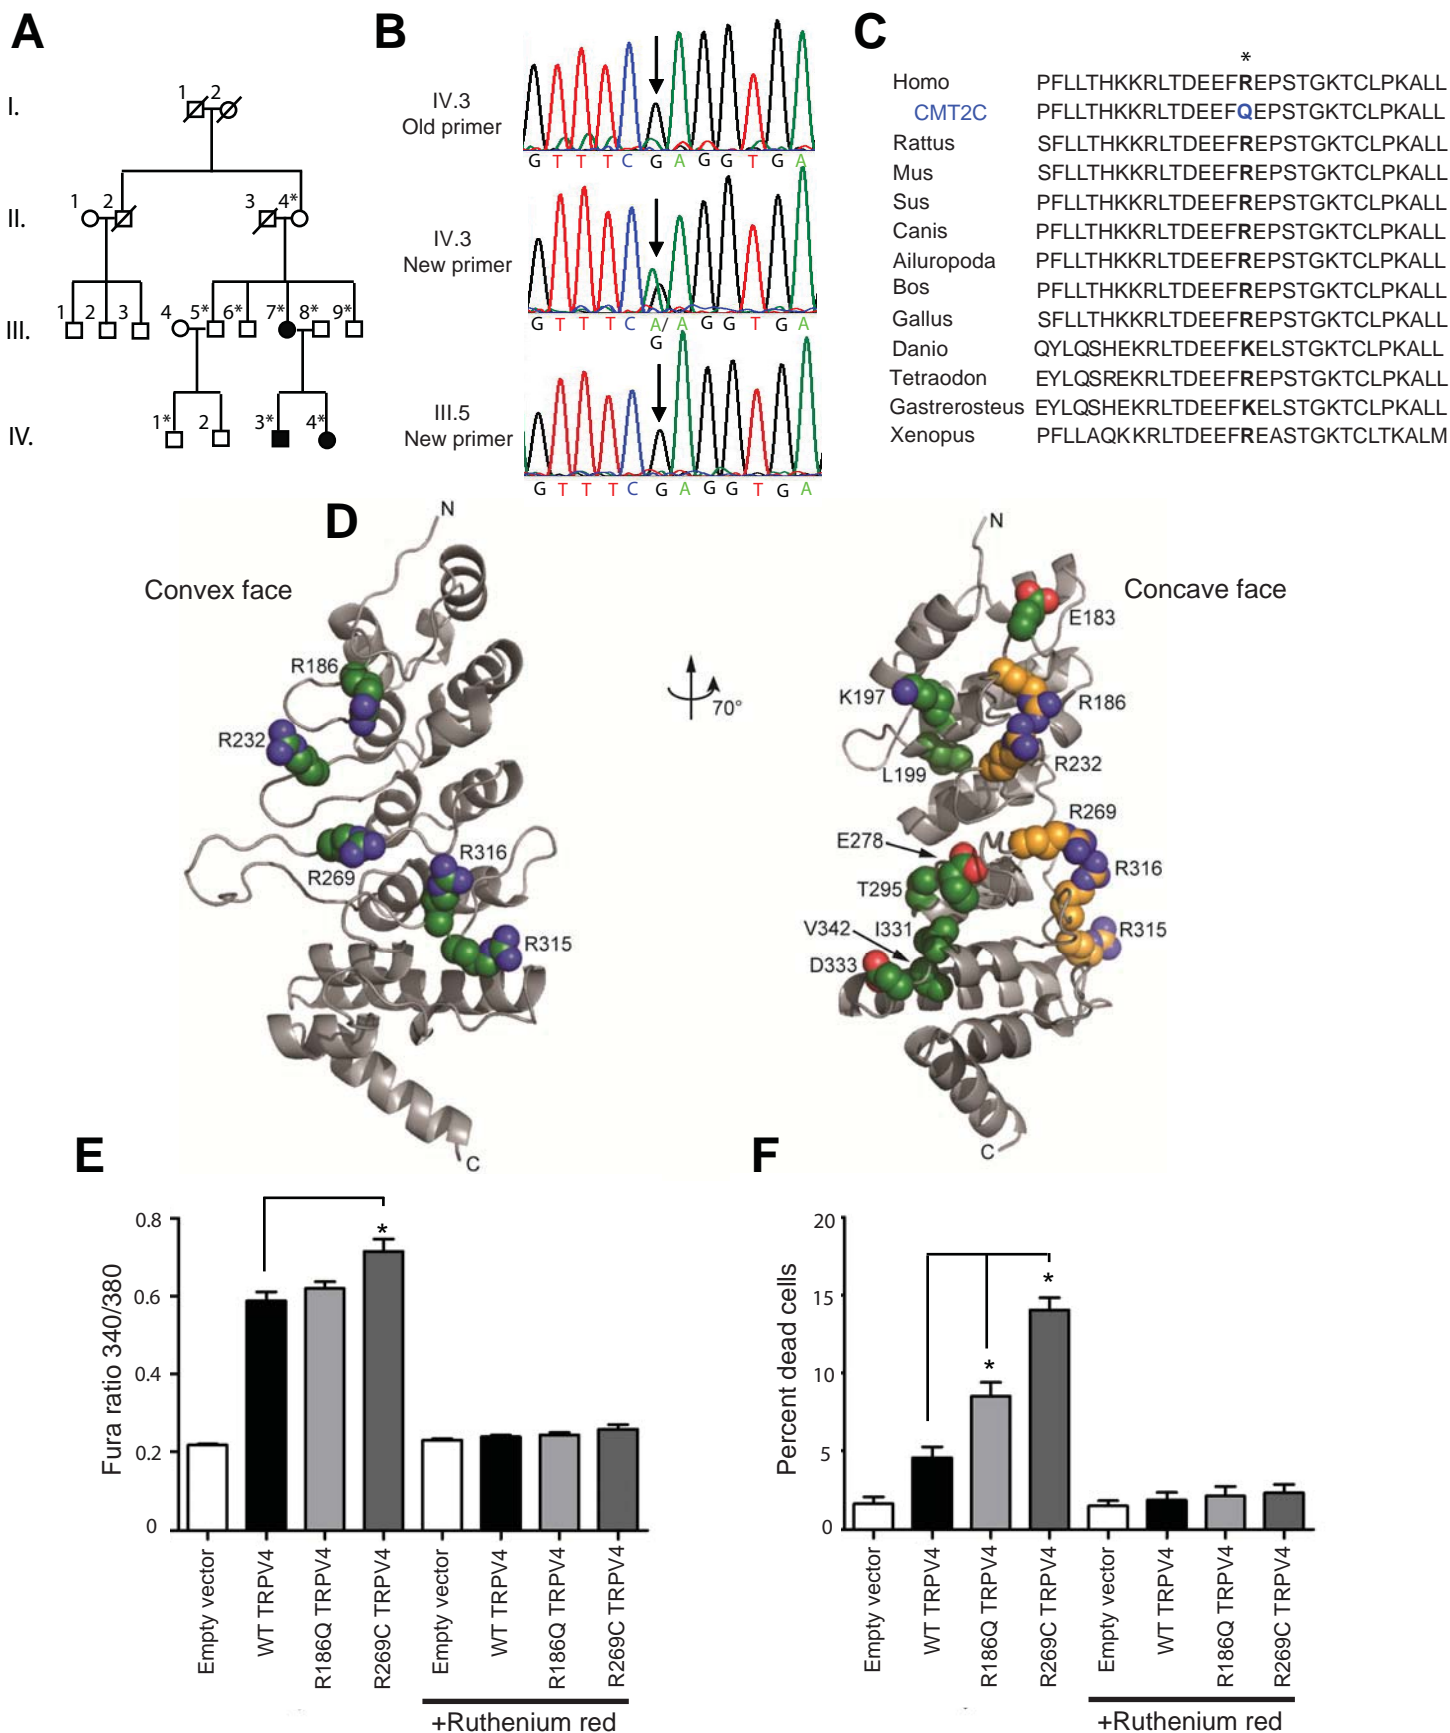 A
I.
1 2
II.
1 2 3 4*
III.
1 2 3 4 5* 6* 7* 8* 9*
IV.
1* 2 3* 4*
B
IV.3
Old primer
G T T T C G A G G T G A
IV.3
New primer
G T T T C A/ A G G T G A
G
III.5
New primer
G T T T C G A G G T G A
C
*
Homo PFLLTHKKRLTDEEFREPSTGKTCLPKALL
CMT2C PFLLTHKKRLTDEEFQEPSTGKTCLPKALL
Rattus SFLLTHKKRLTDEEFREPSTGKTCLPKALL
Mus SFLLTHKKRLTDEEFREPSTGKTCLPKALL
Sus PFLLTHKKRLTDEEFREPSTGKTCLPKALL
Canis PFLLTHKKRLTDEEFREPSTGKTCLPKALL
Ailuropoda PFLLTHKKRLTDEEFREPSTGKTCLPKALL
Bos PFLLTHKKRLTDEEFREPSTGKTCLPKALL
Gallus SFLLTHKKRLTDEEFREPSTGKTCLPKALL
Danio QYLQSHEKRLTDEEFKELSTGKTCLPKALL
Tetraodon EYLQSREKRLTDEEFREPSTGKTCLPKALL
Gastrerosteus EYLQSHEKRLTDEEFKELSTGKTCLPKALL
Xenopus PFLLAQKKRLTDEEFREASTGKTCLTKALM
D
Convex face
N
R186
R232
R269
R316
R315
C
70°
Concave face
N
E183
K197
R186
L199
R232
R269
E278
R316
T295
V342 I331
R315
D333
C
E
Fura ratio 340/380
0.8
0.6
0.4
0.2
0
*
Empty vector
WT TRPV4
R186Q TRPV4
R269C TRPV4
Empty vector
WT TRPV4
R186Q TRPV4
R269C TRPV4
+Ruthenium red
F
Percent dead cells
20
15
10
5
0
*
*
Empty vector
WT TRPV4
R186Q TRPV4
R269C TRPV4
Empty vector
WT TRPV4
R186Q TRPV4
R269C TRPV4
+Ruthenium red